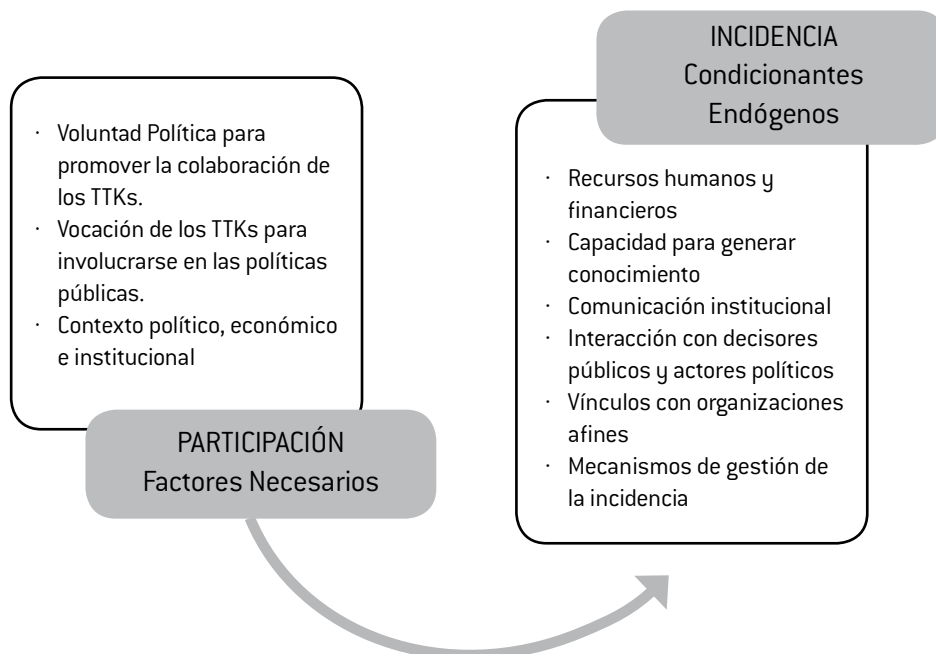 · Voluntad Política para
promover la colaboración de
los TTKs.
· Vocación de los TTKs para
involucrarse en las políticas
públicas.
· Contexto político, económico
e institucional
PARTICIPACIÓN
Factores Necesarios
INCIDENCIA
Condicionantes
Endógenos
· Recursos humanos y
financieros
· Capacidad para generar
conocimiento
· Comunicación institucional
· Interacción con decisores
públicos y actores políticos
· Vínculos con organizaciones
afines
· Mecanismos de gestión de
la incidencia